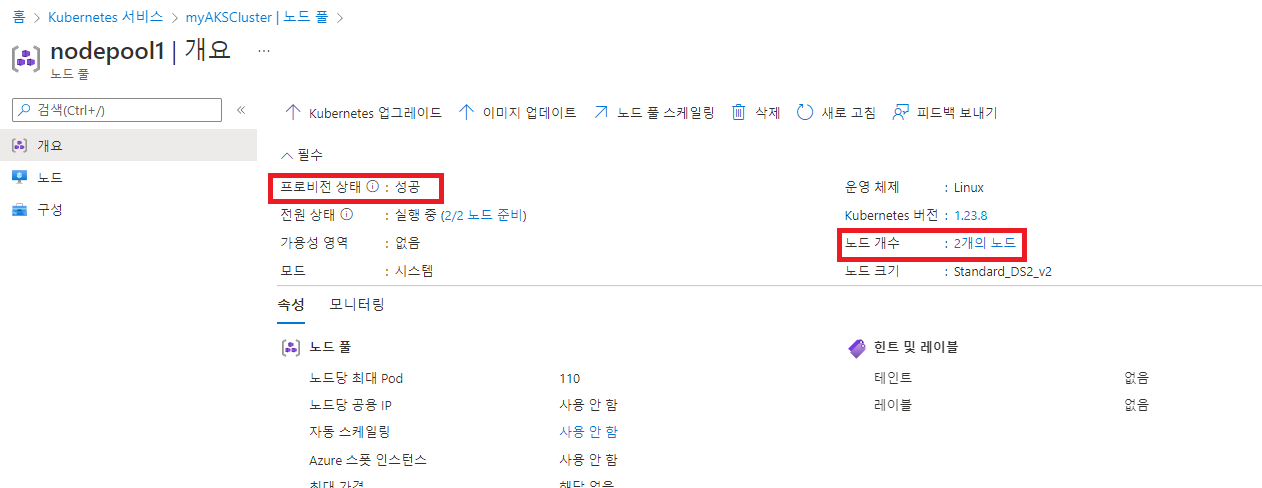 홈 > Kubernetes 서비스 > myAKSCluster | 노드 풀 >
nodepool1 | 개요 ...
노드 풀
검색(Ctrl+/) «
개요
노드
구성
Kubernetes 업그레이드 이미지 업데이트 노드 풀 스케일링 삭제 새로 고침 피드백 보내기
필수
프로비전 상태 : 성공
전원 상태 : 실행 중 (2/2 노드 준비)
가용성 영역 : 없음
모드 : 시스템
운영 체제 : Linux
Kubernetes 버전 : 1.23.8
노드 개수 : 2개의 노드
노드 크기 : Standard_DS2_v2
속성 모니터링
노드 풀
노드당 최대 Pod 110
노드당 공용 IP 사용 안 함
자동 스케일링 사용 안 함
Azure 스풋 인스턴스 사용 안 함
최대 가격 해당 없음
힌트 및 레이블
테인트 없음
레이블 없음